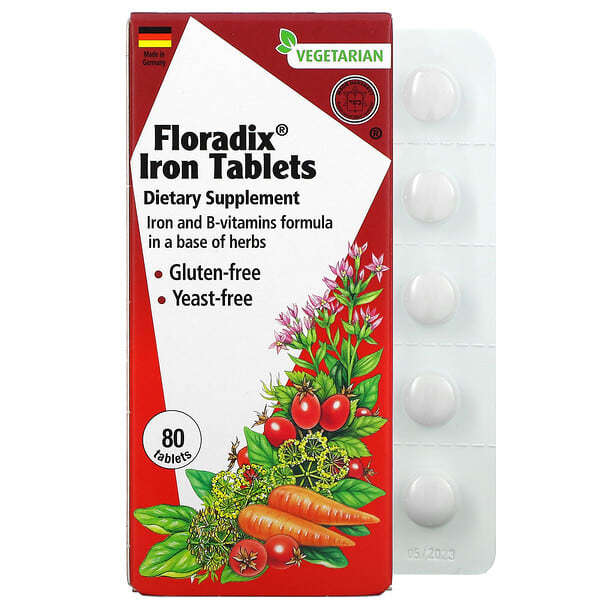 Made in
Germany
VEGETARIAN
Floradix®
Iron Tablets
®
Dietary Supplement
Iron and B-vitamins formula
in a base of herbs
• Gluten-free
• Yeast-free
80
tablets
05/2023